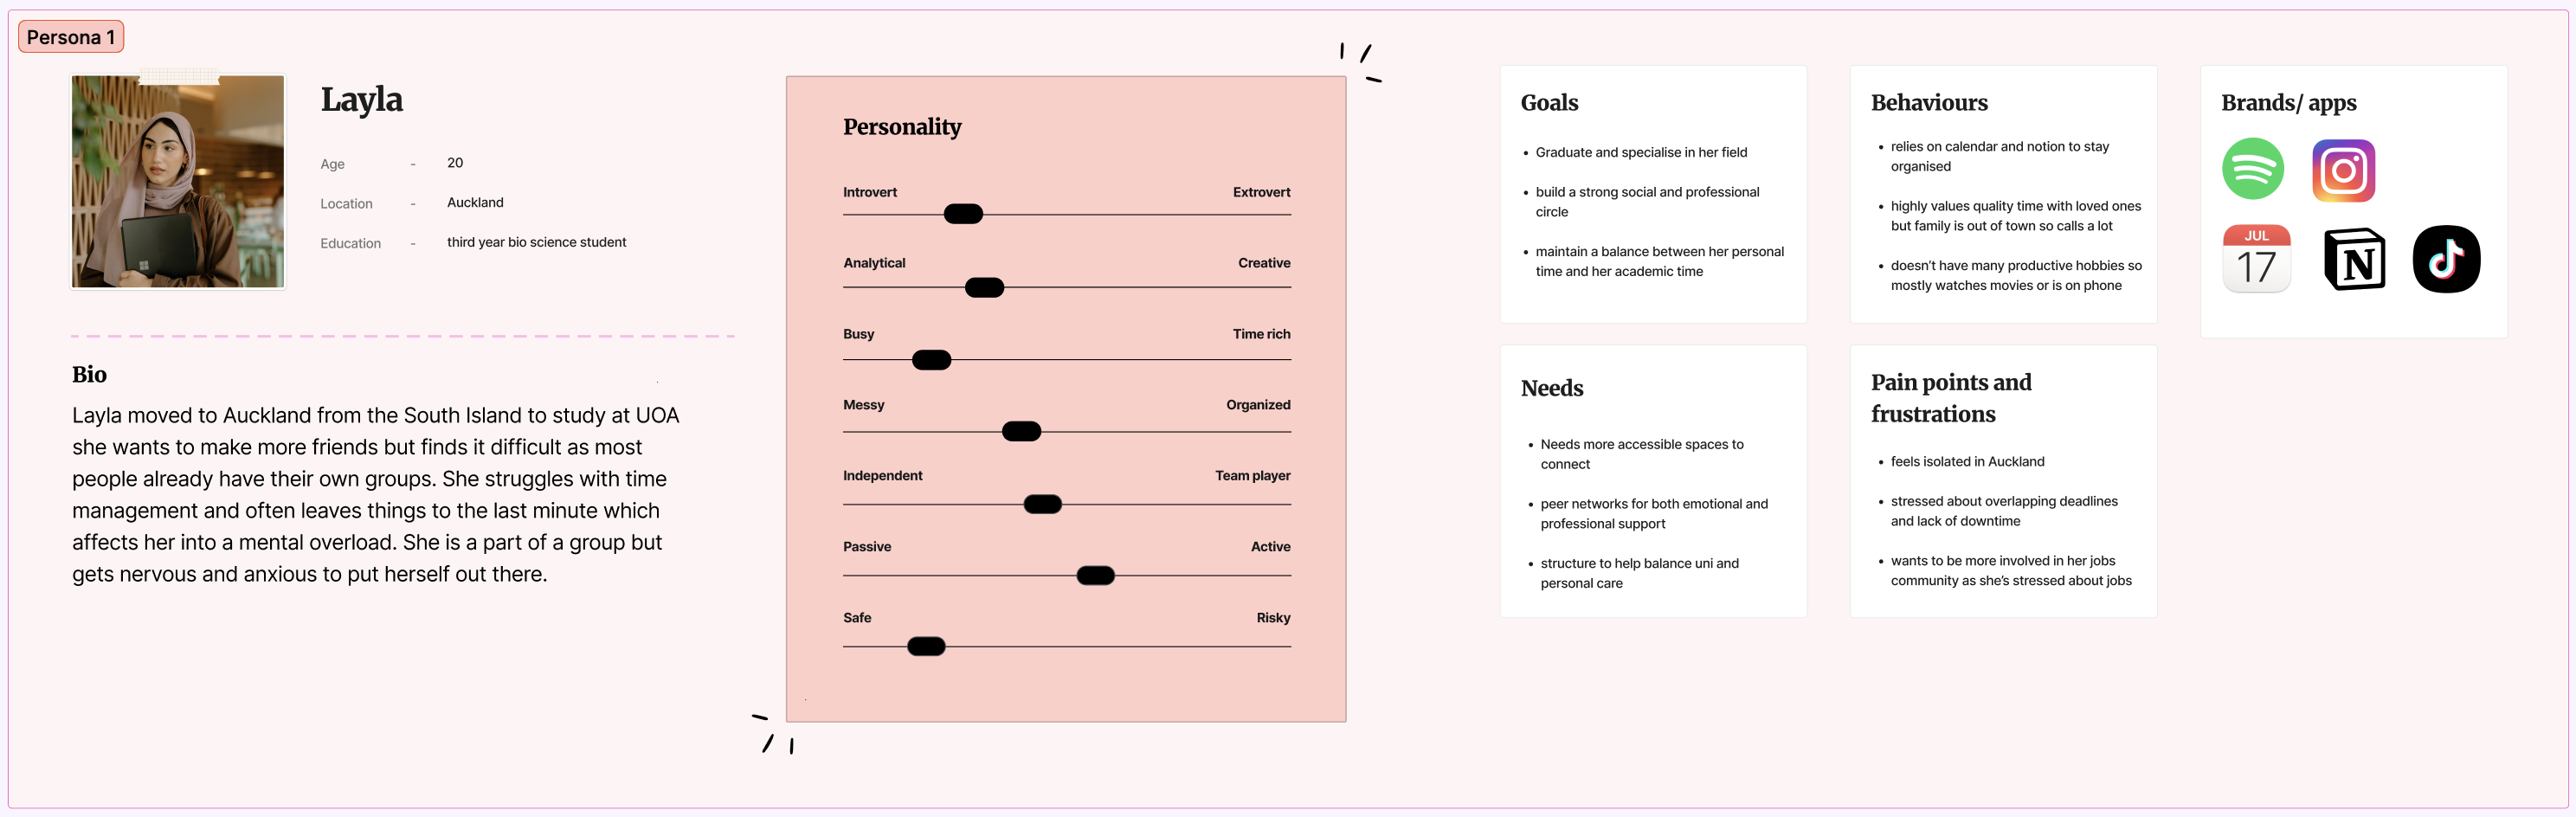 Persona 1
Layla
Age - 20
Location - Auckland
Education - third year bio science student
Bio
Layla moved to Auckland from the South Island to study at UOA
she wants to make more friends but finds it difficult as most
people already have their own groups. She struggles with time
management and often leaves things to the last minute which
affects her into a mental overload. She is a part of a group but
gets nervous and anxious to put herself out there.
Personality
Introvert Extrovert
Analytical Creative
Busy Time rich
Messy Organized
Independent Team player
Passive Active
Safe Risky
Goals
• Graduate and specialise in her field
• build a strong social and professional
circle
• maintain a balance between her personal
time and her academic time
Behaviours
• relies on calendar and notion to stay
organised
• highly values quality time with loved ones
but family is out of town so calls a lot
• doesn't have many productive hobbies so
mostly watches movies or is on phone
Brands/ apps
JUL
17
N
Needs
• Needs more accessible spaces to
connect
• peer networks for both emotional and
professional support
• structure to help balance uni and
personal care
Pain points and
frustrations
• feels isolated in Auckland
• stressed about overlapping deadlines
and lack of downtime
• wants to be more involved in her jobs
community as she's stressed about jobs